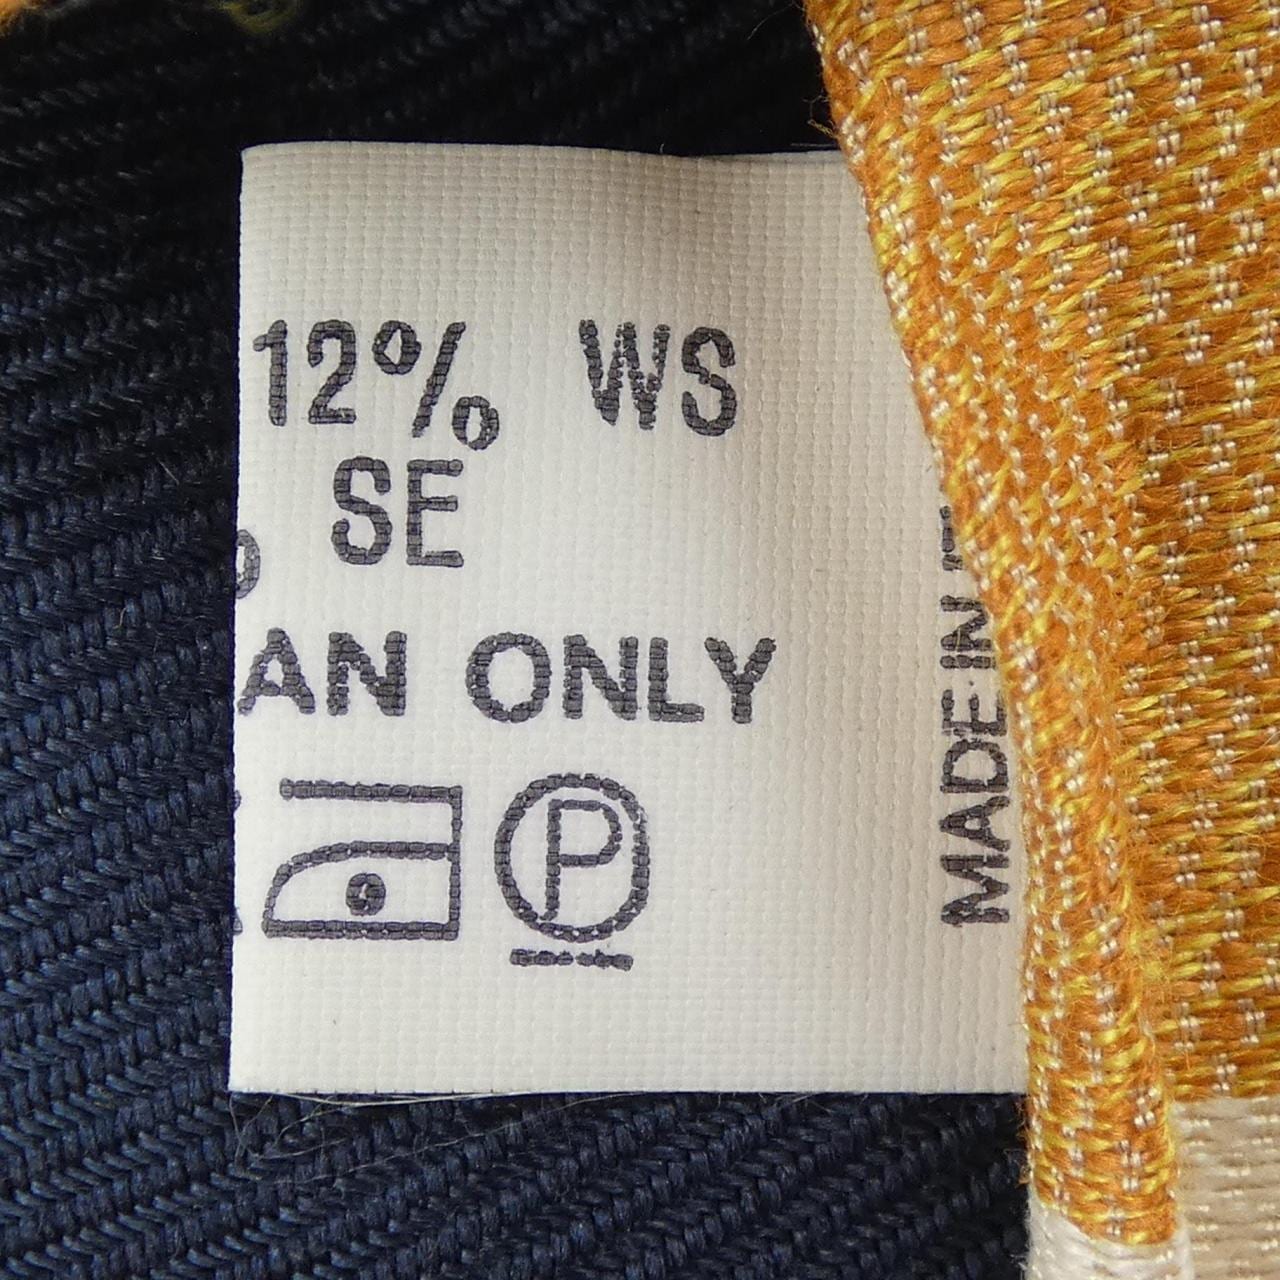 12% WS
SE
AN ONLY
P
MADE IN